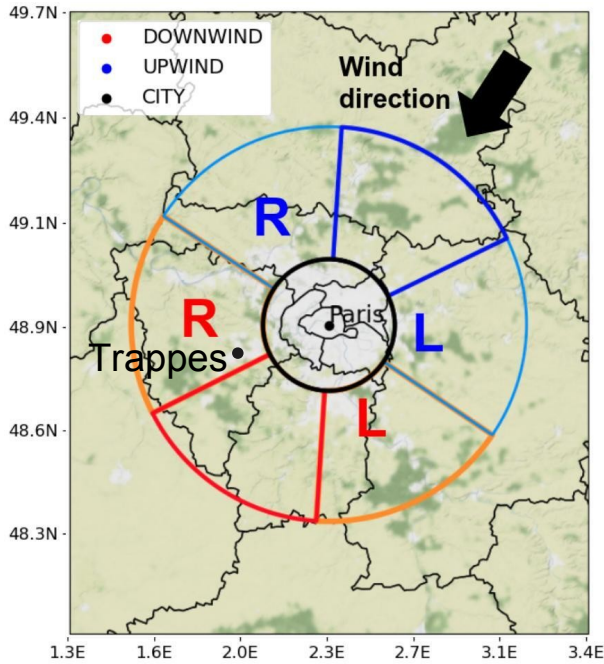 49.7N
DOWNWIND
UPWIND
CITY
Wind
direction
49.4N
R
49.1N
Paris
48.9N
R
L
Trappes
L
48.6N
48.3N
1.3E
1.6E
2.0E
2.3E
2.7E
3.1E
3.4E